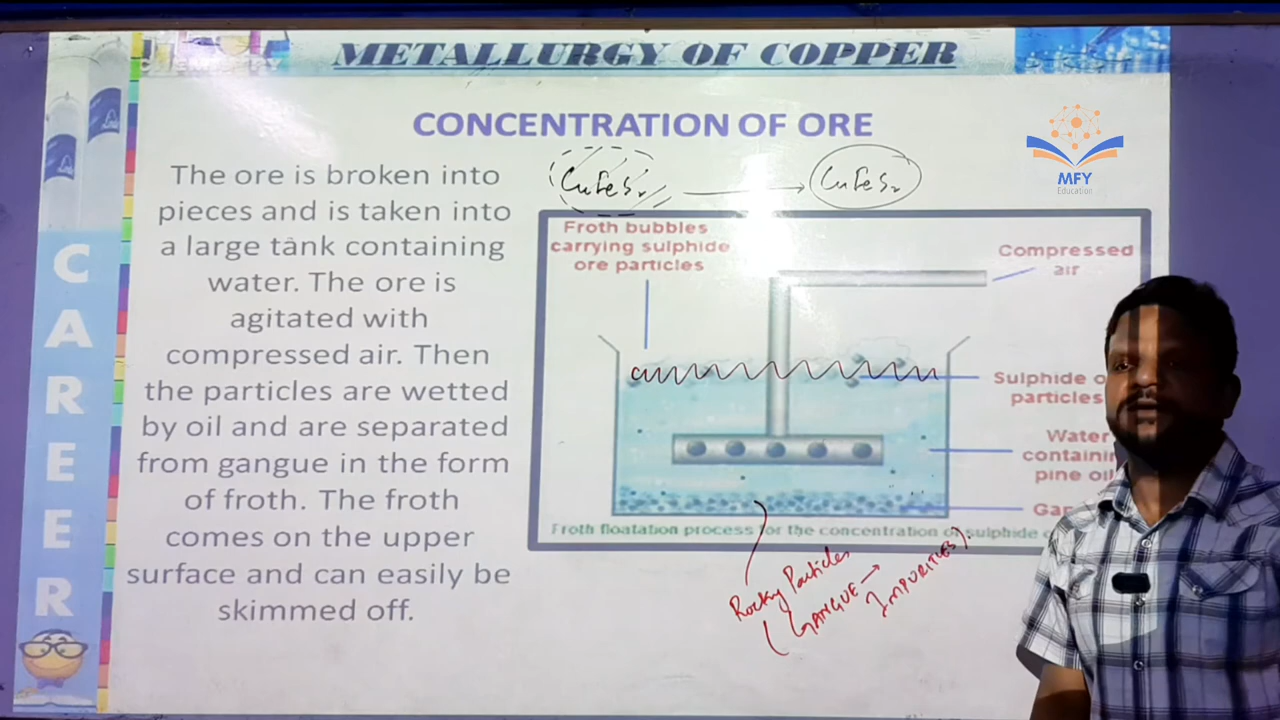 CHEMISTRY
METALLURGY OF COPPER
CONCENTRATION OF ORE
MFY
Education
CAREER
The ore is broken into
pieces and is taken into
a large tank containing
water. The ore is
agitated with
compressed air. Then
the particles are wetted
by oil and are separated
from gangue in the form
of froth. The froth
comes on the upper
surface and can easily be
skimmed off.
CuFeS₂ → CuFeS₂
Froth bubbles
carrying sulphide
ore particles
Compressed
air
Sulphide
particles
Water
pine oil
Froth floatation process for the concentration of sulphide
Rocky Particles
(GANGUE →
IMPURITIES).